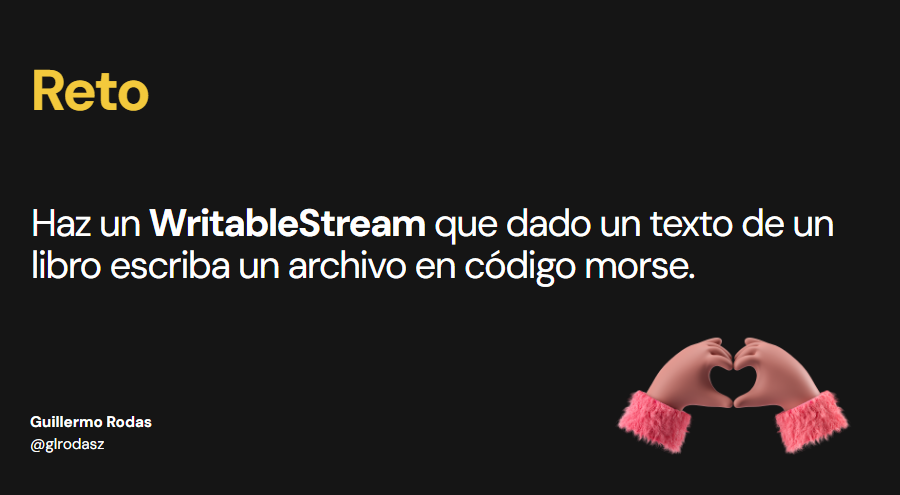 Reto
Haz un WritableStream que dado un texto de un
libro escriba un archivo en código morse.
Guillermo Rodas
@glrodasz